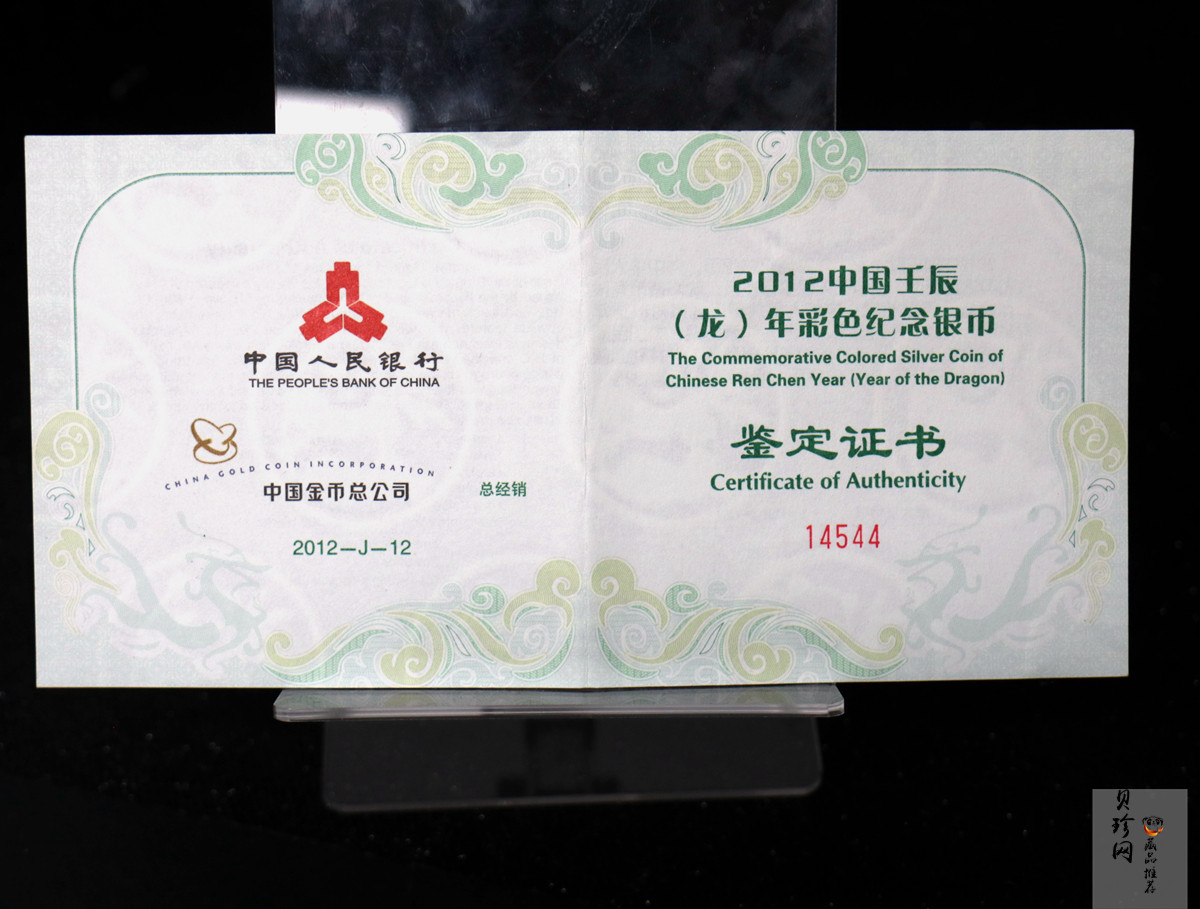 中国人民银行
THE PEOPLE'S BANK OF CHINA
CHINA GOLD COIN INCORPORATION
中国金币总公司
总经销
2012—J—12
2012中国壬辰
（龙）年彩色纪念银币
The Commemorative Colored Silver Coin of
Chinese Ren Chen Year (Year of the Dragon)
鉴定证书
Certificate of Authenticity
14544
贝珍网
藏品推荐